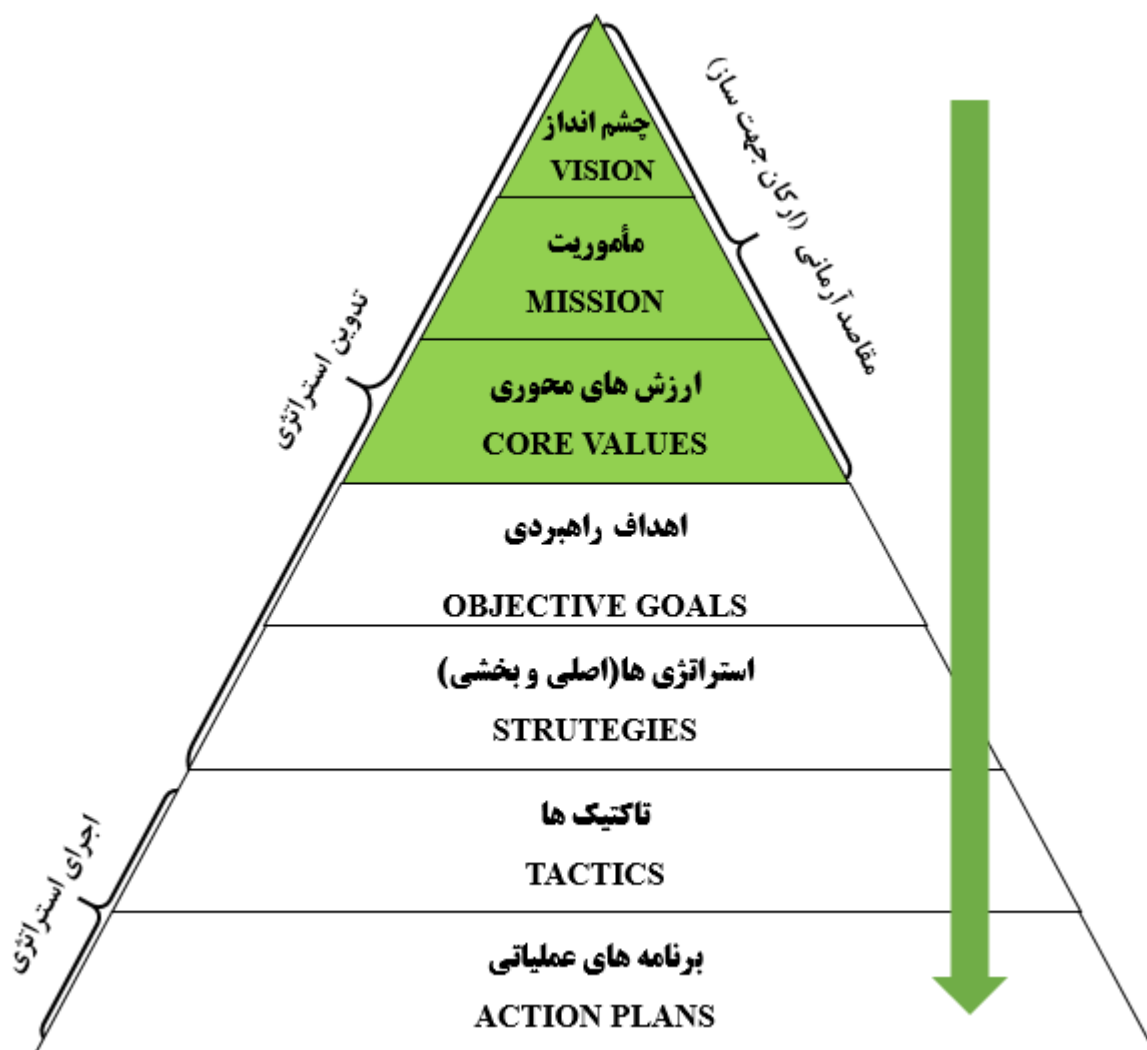 چشم انداز
VISION
مأموریت
MISSION
ارزش های محوری
CORE VALUES
اهداف راهبردی
OBJECTIVE GOALS
استراتژی ها(اصلی و بخشی)
STRUTEGIES
تاکتیک ها
TACTICS
برنامه های عملیاتی
ACTION PLANS
مقاصد آرمانی (ارکان جهت ساز)
تدوین استراتژی
اجرای استراتژی